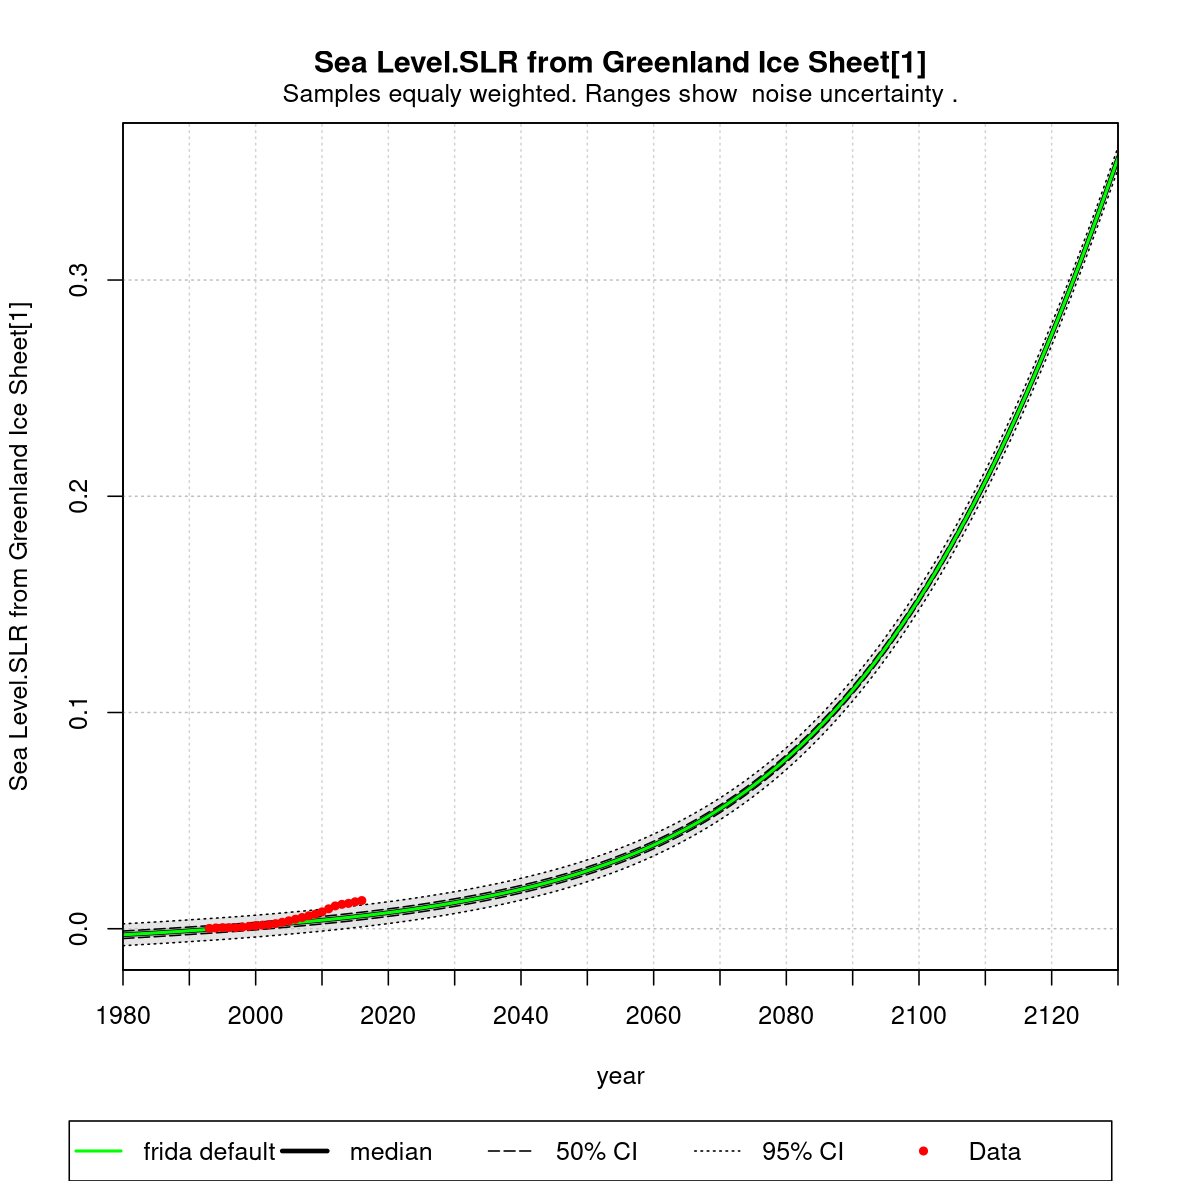 Sea Level.SLR from Greenland Ice Sheet[1]
Samples equaly weighted. Ranges show  noise uncertainty .
Sea Level.SLR from Greenland Ice Sheet[1]
0.3
0.2
0.1
0.0
1980 2000 2020 2040 2060 2080 2100 2120
year
frida default median 50% CI 95% CI Data